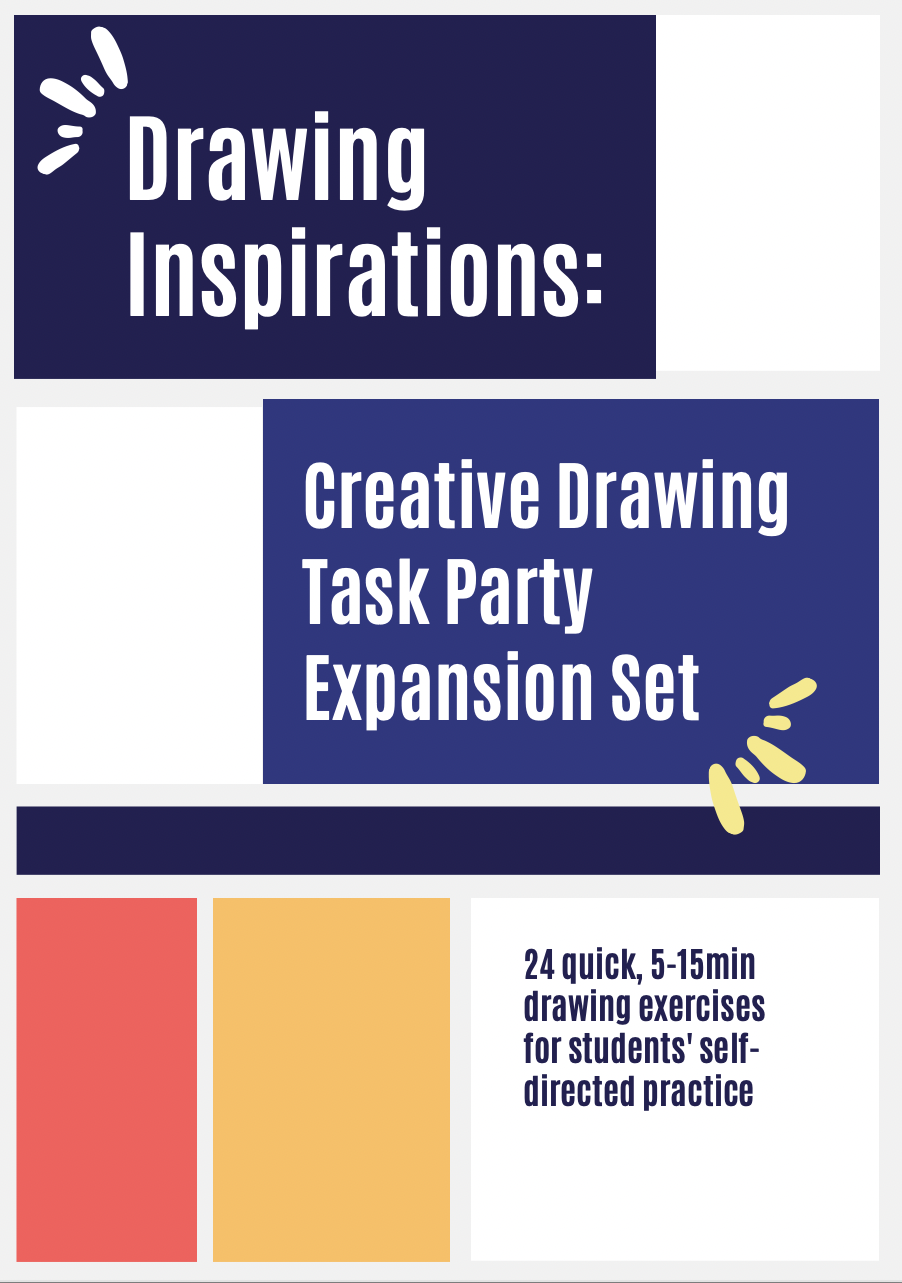 Drawing
Inspirations:
Creative Drawing
Task Party
Expansion Set
24 quick, 5-15min
drawing exercises
for students' self-
directed practice